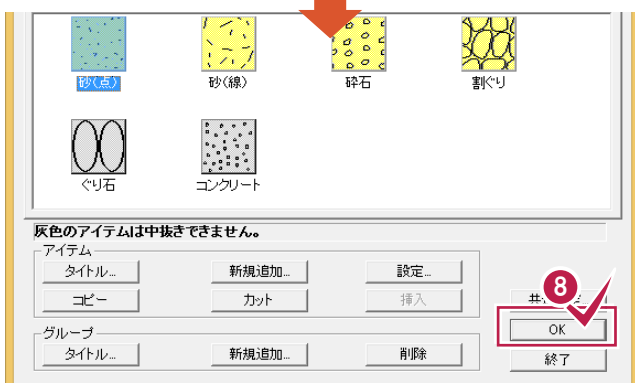 砂(点) 砂(線) 砕石 割ぐり
ぐり石 コンクリート
灰色のアイテムは中抜きできません。
アイテム
タイトル... 新規追加... 設定...
コピー カット 挿入
8
グループ
OK
タイトル... 新規追加... 削除
終了